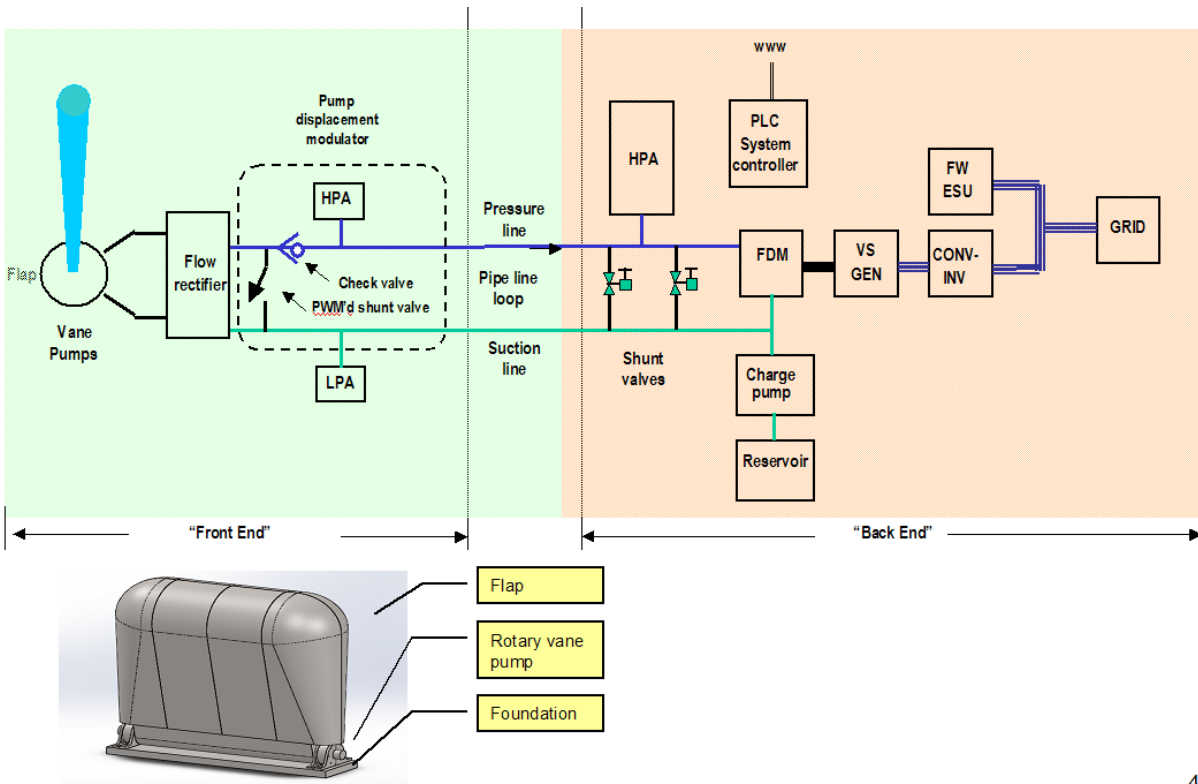 www
Pump
displacement
modulator
PLC
System
controller
HPA
FW
ESU
HPA
Pressure
line
GRID
Flap
Flow
rectifier
Check valve
PWM'd shunt valve
Pipe line
loop
FDM
VS
GEN
CONV-
INV
Vane
Pumps
LPA
Suction
line
Shunt
valves
Charge
pump
Reservoir
“Front End”
“Back End”
Flap
Rotary vane
pump
Foundation
4